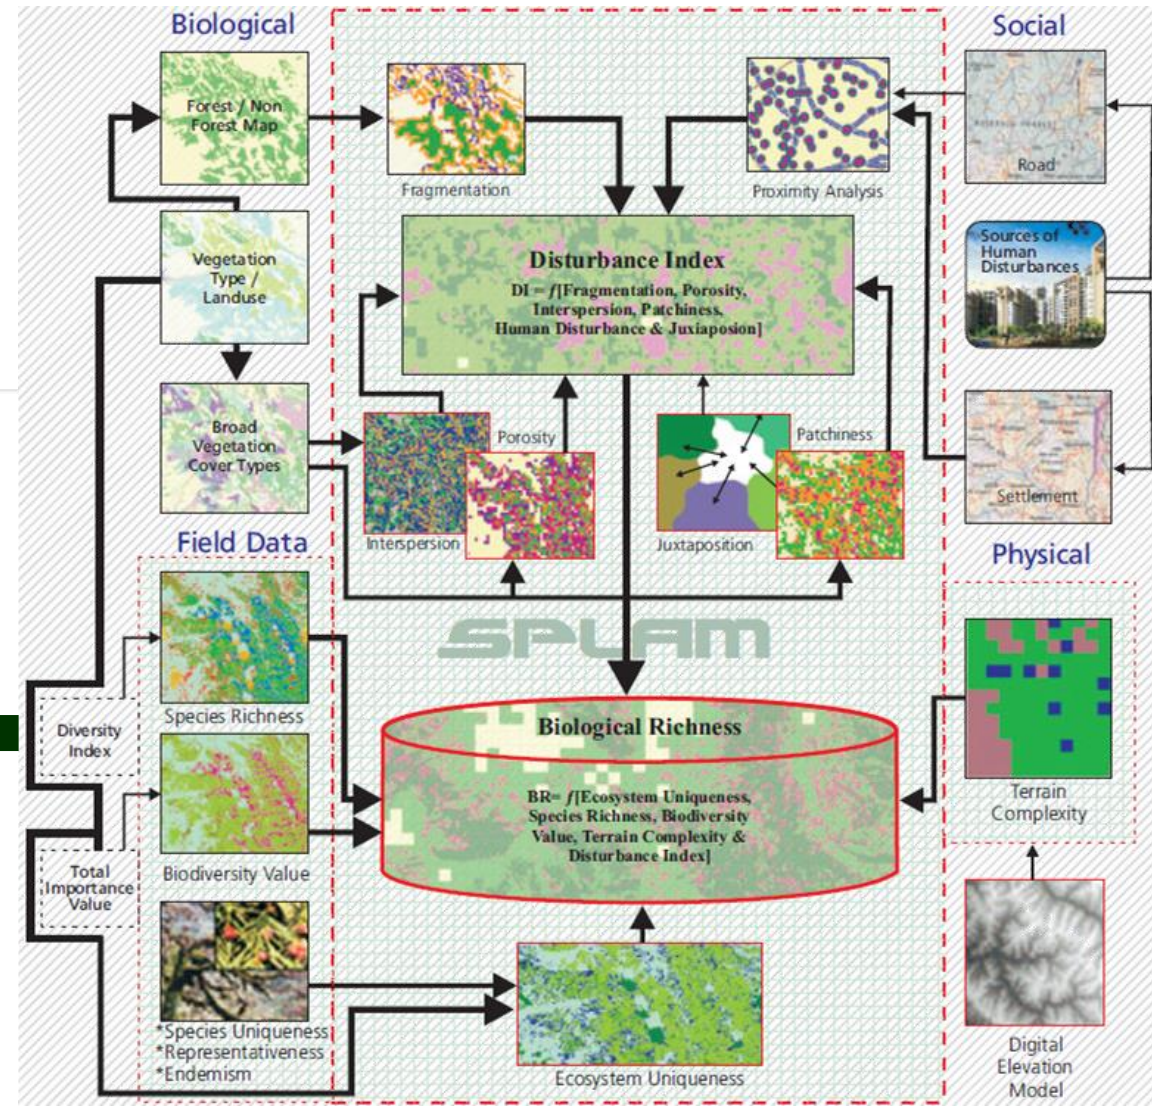 Biological
Social
Forest / Non
Forest Map
Fragmentation
Proximity Analysis
Road
Vegetation
Type /
Landuse
Disturbance Index
DI = f[Fragmentation, Porosity,
Interspersion, Patchiness,
Human Disturbance & Juxiaposion]
Sources of
Human
Disturbances
Broad
Vegetation
Cover Types
Porosity
Patchiness
Interspersion
Juxtaposition
Settlement
Field Data
Physical
SPLAM
Species Richness
Diversity
Index
Biological Richness
BR= f[Ecosystem Uniqueness,
Species Richness, Biodiversity
Value, Terrain Complexity &
Disturbance Index]
Terrain
Complexity
Biodiversity Value
Total
Importance
Value
*Species Uniqueness
*Representativeness
*Endemism
Ecosystem Uniqueness
Digital
Elevation
Model